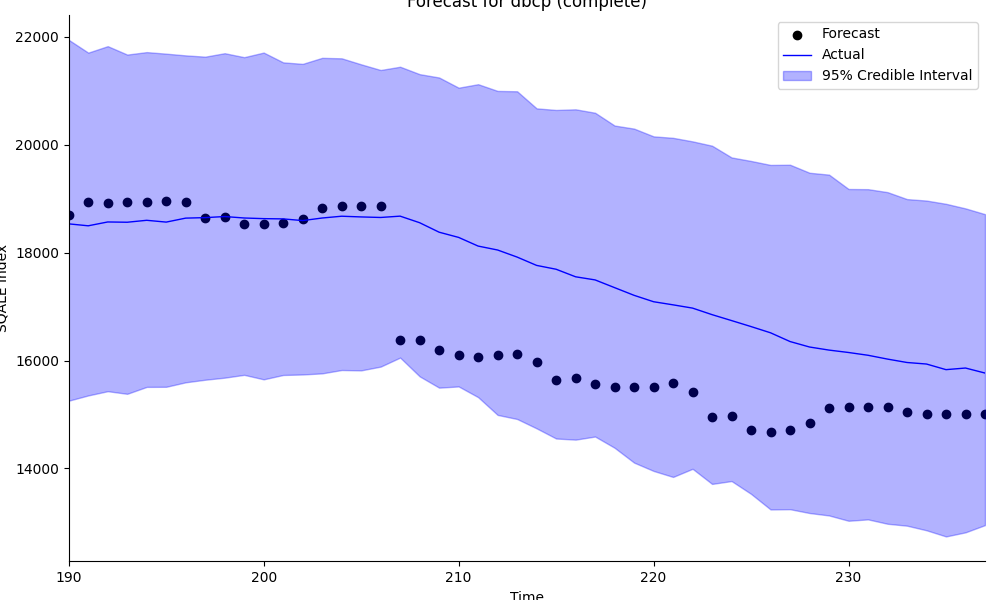 Forecast for dbcp (complete)
Forecast
Actual
95% Credible Interval
22000
20000
18000
16000
14000
SQALE Index
190
200
210
220
230
Time